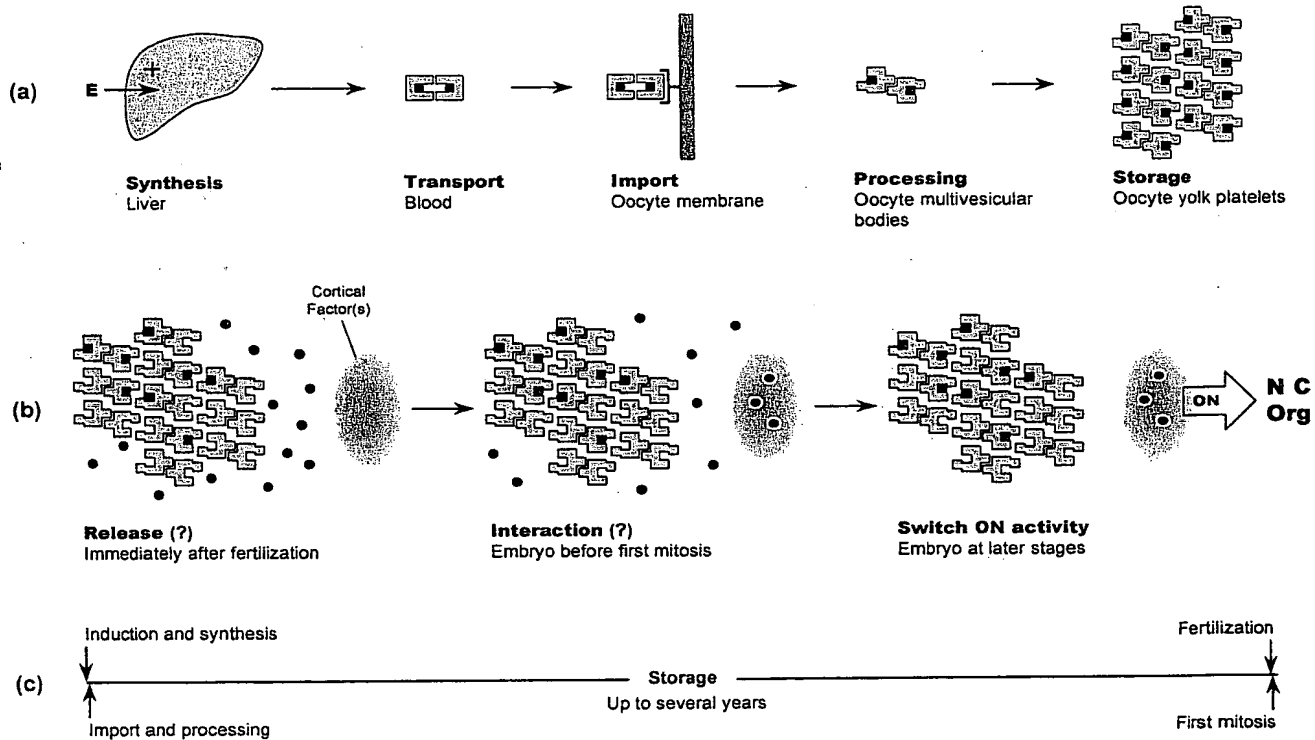 (a)
E
+
Synthesis
Liver
Transport
Blood
Import
Oocyte membrane
Processing
Oocyte multivesicular
bodies
Storage
Oocyte yolk platelets
(b)
Cortical
Factor(s)
ON
N C
Org
Release (?)
Immediately after fertilization
Interaction (?)
Embryo before first mitosis
Switch ON activity
Embryo at later stages
(c)
Induction and synthesis
Fertilization
Storage
Up to several years
Import and processing
First mitosis